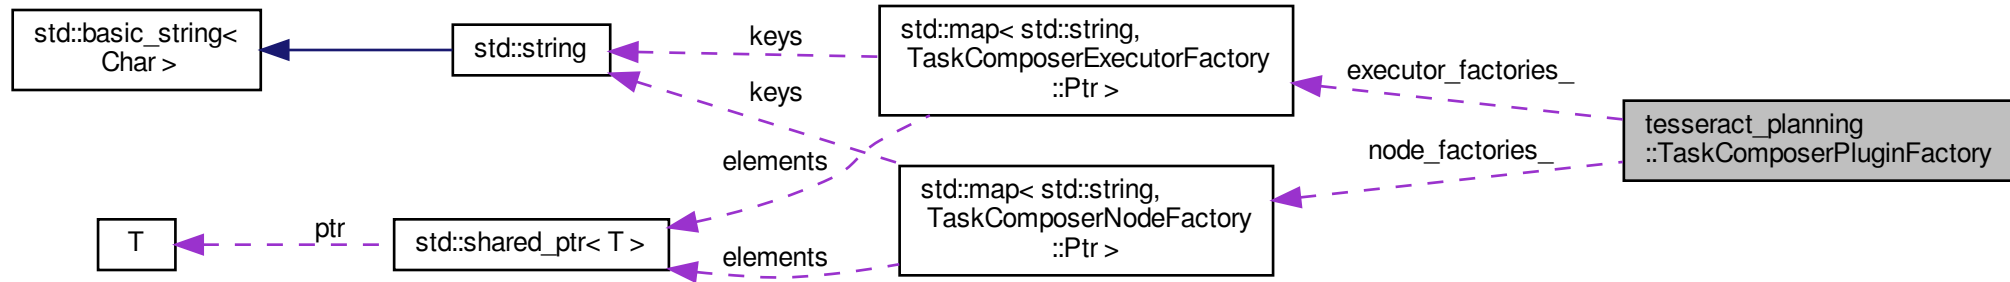 std::basic_string<
Char >
std::string
keys
keys
std::map< std::string,
TaskComposerExecutorFactory
::Ptr >
executor_factories_
tesseract_planning
::TaskComposerPluginFactory
node_factories_
elements
std::map< std::string,
TaskComposerNodeFactory
::Ptr >
T
ptr
std::shared_ptr< T >
elements